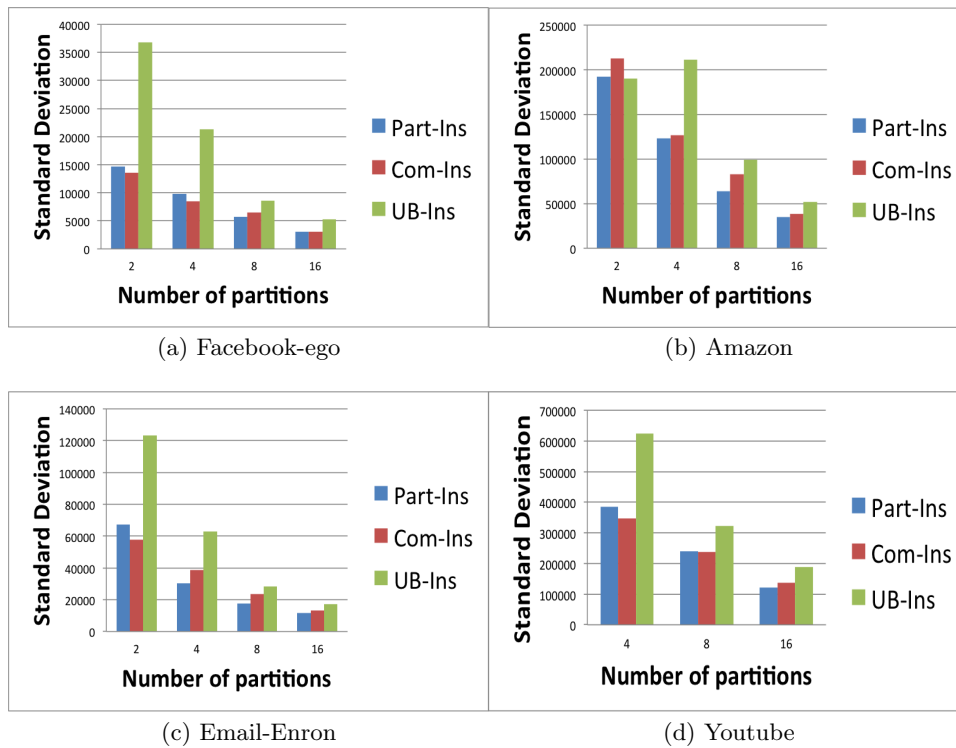 Standard Deviation
40000
35000
30000
25000
20000
15000
10000
5000
0
2 4 8 16
Number of partitions
Part-Ins
Com-Ins
UB-Ins
(a) Facebook-ego
Standard Deviation
250000
200000
150000
100000
50000
0
2 4 8 16
Number of partitions
Part-Ins
Com-Ins
UB-Ins
(b) Amazon
Standard Deviation
140000
120000
100000
80000
60000
40000
20000
0
2 4 8 16
Number of partitions
Part-Ins
Com-Ins
UB-Ins
(c) Email-Enron
Standard Deviation
700000
600000
500000
400000
300000
200000
100000
0
4 8 16
Number of partitions
Part-Ins
Com-Ins
UB-Ins
(d) Youtube